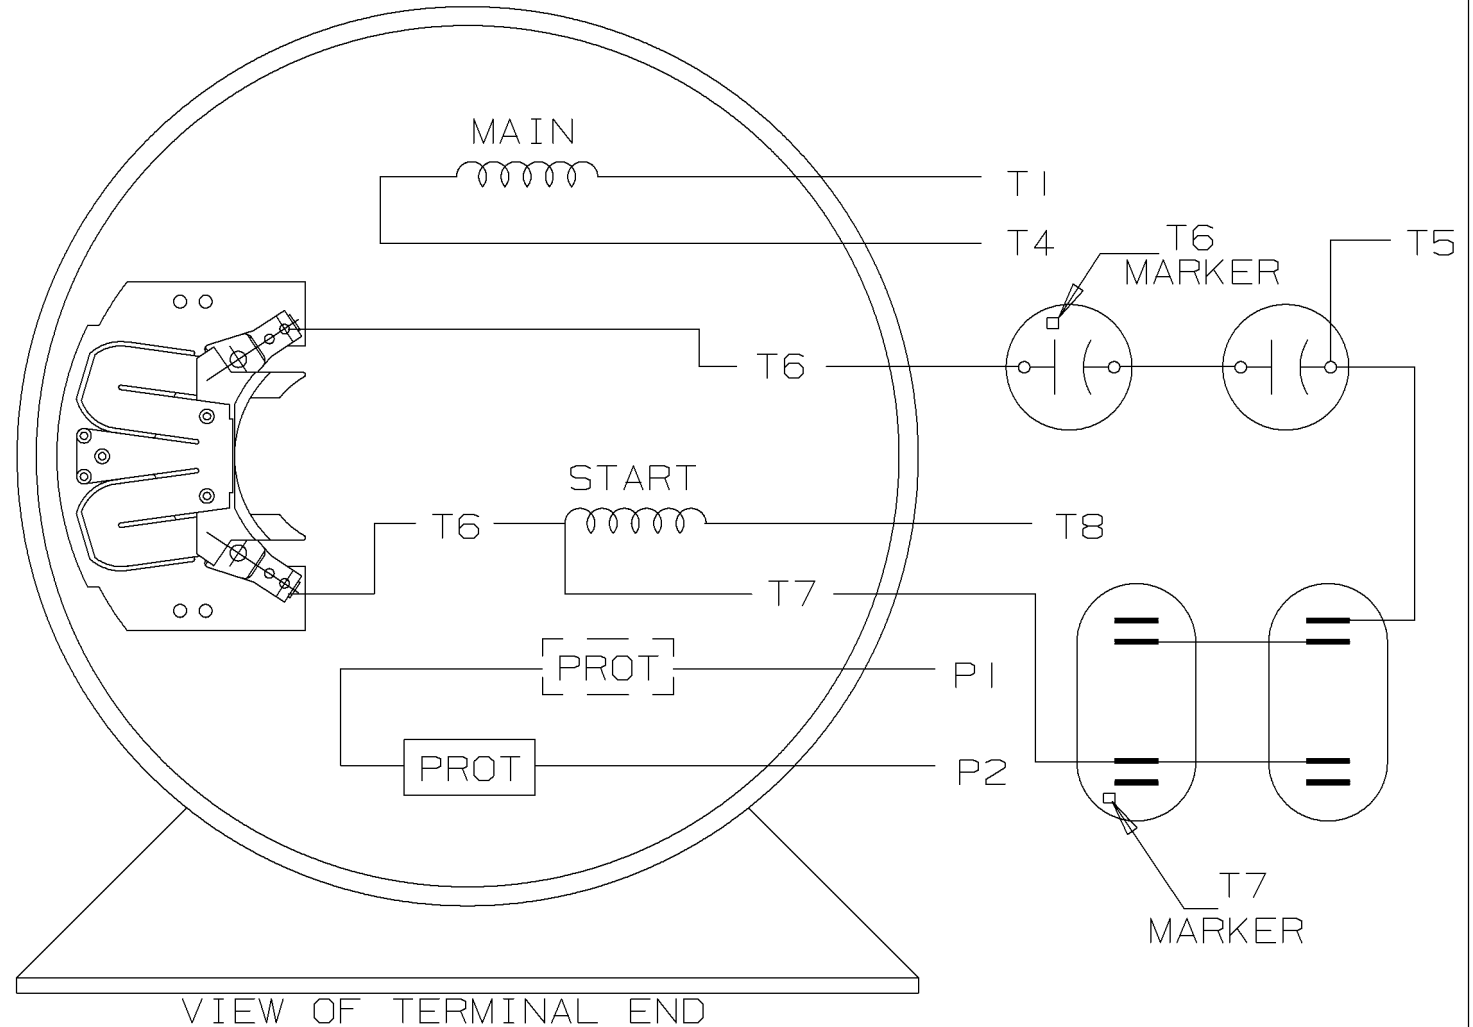 MAIN
T1
T4
T6
MARKER
T5
T6
START
T6
T8
T7
PROT
P1
PROT
P2
T7
MARKER
VIEW OF TERMINAL END